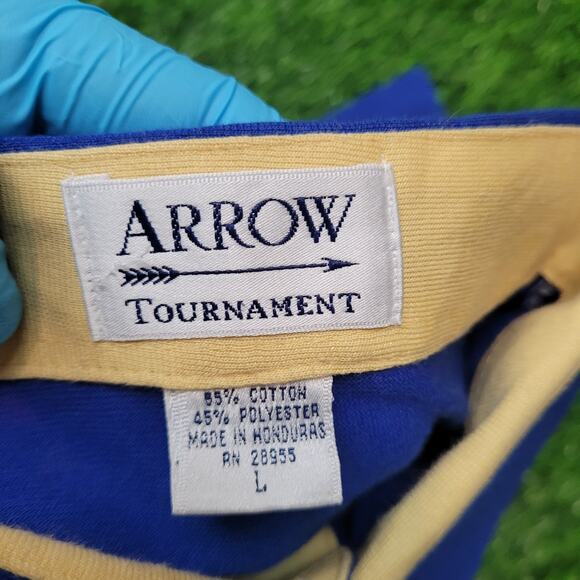 ARROW
TOURNAMENT
55% COTTON
45% POLYESTER
MADE IN HONDURAS
RN 28955
L